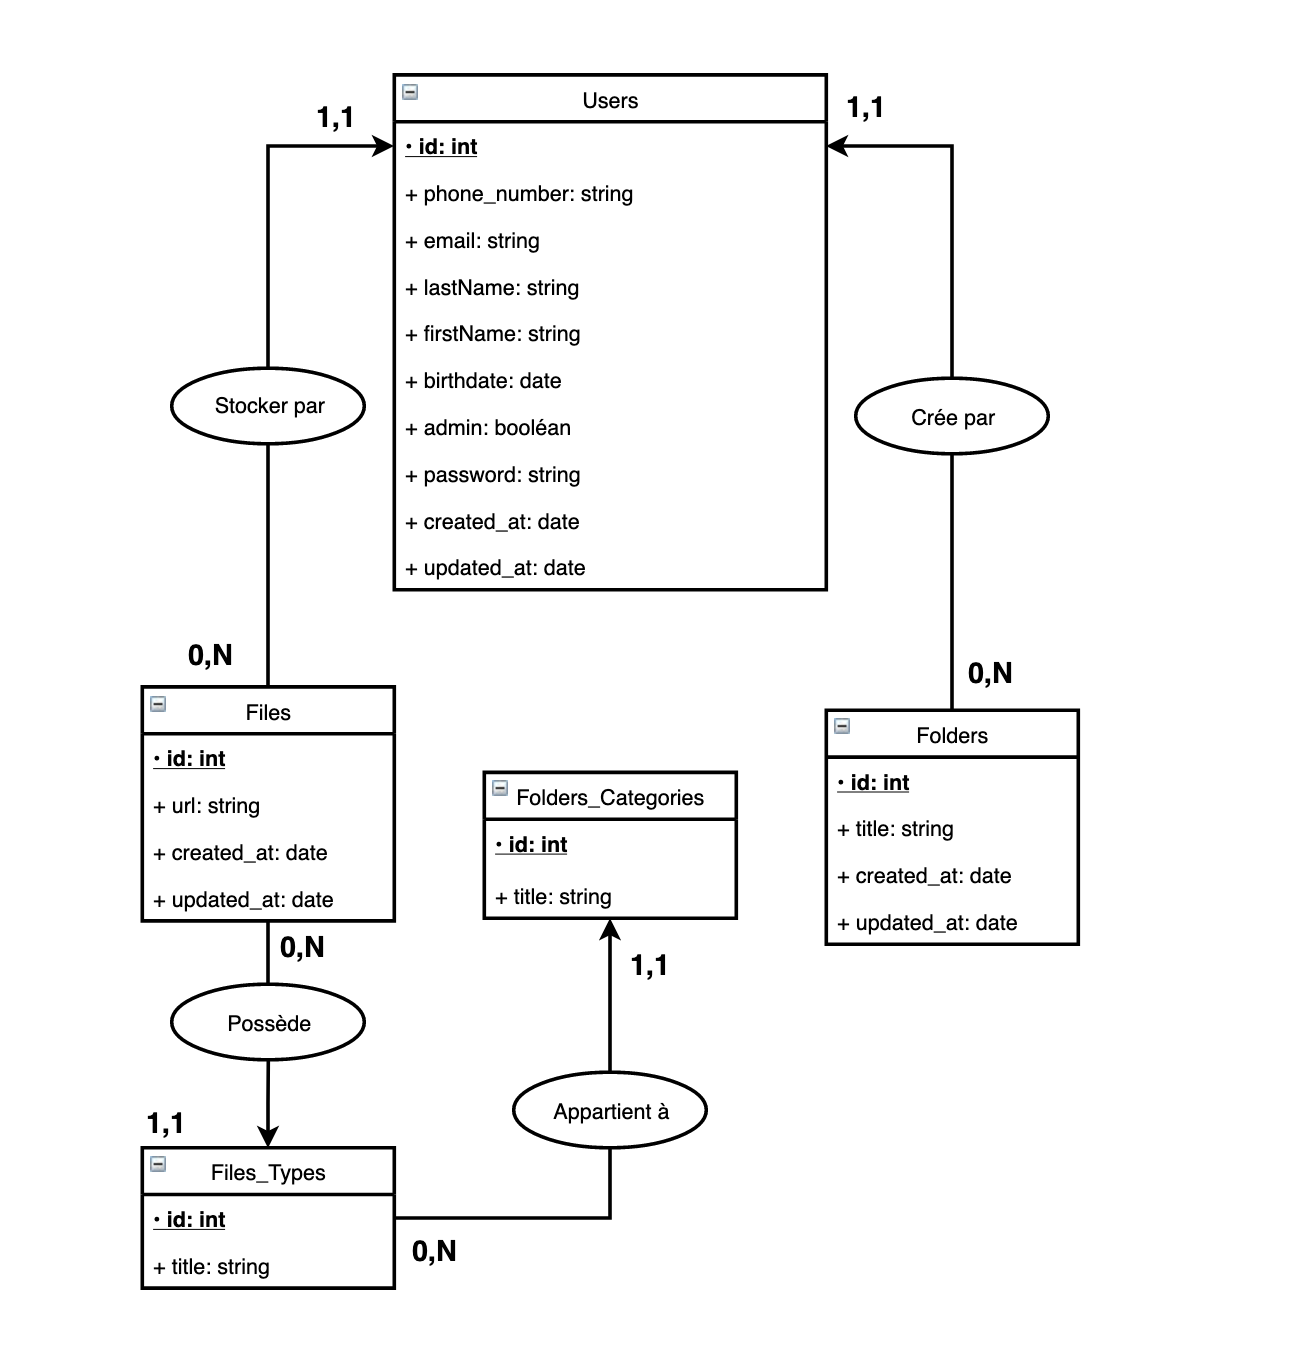 Users
• id: int
+ phone_number: string
+ email: string
+ lastName: string
+ firstName: string
+ birthdate: date
+ admin: booléan
+ password: string
+ created_at: date
+ updated_at: date
1,1
Stocker par
0,N
1,1
Crée par
0,N
Files
• id: int
+ url: string
+ created_at: date
+ updated_at: date
Folders_Categories
• id: int
+ title: string
Folders
• id: int
+ title: string
+ created_at: date
+ updated_at: date
0,N
Possède
1,1
1,1
Appartient à
0,N
Files_Types
• id: int
+ title: string